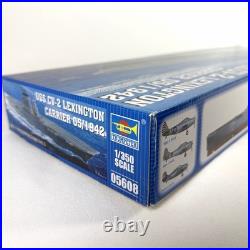 USS CV-2 LEXINGTON
CARRIER 05/1942
TRUMPETER
1/350
SCALE
05608